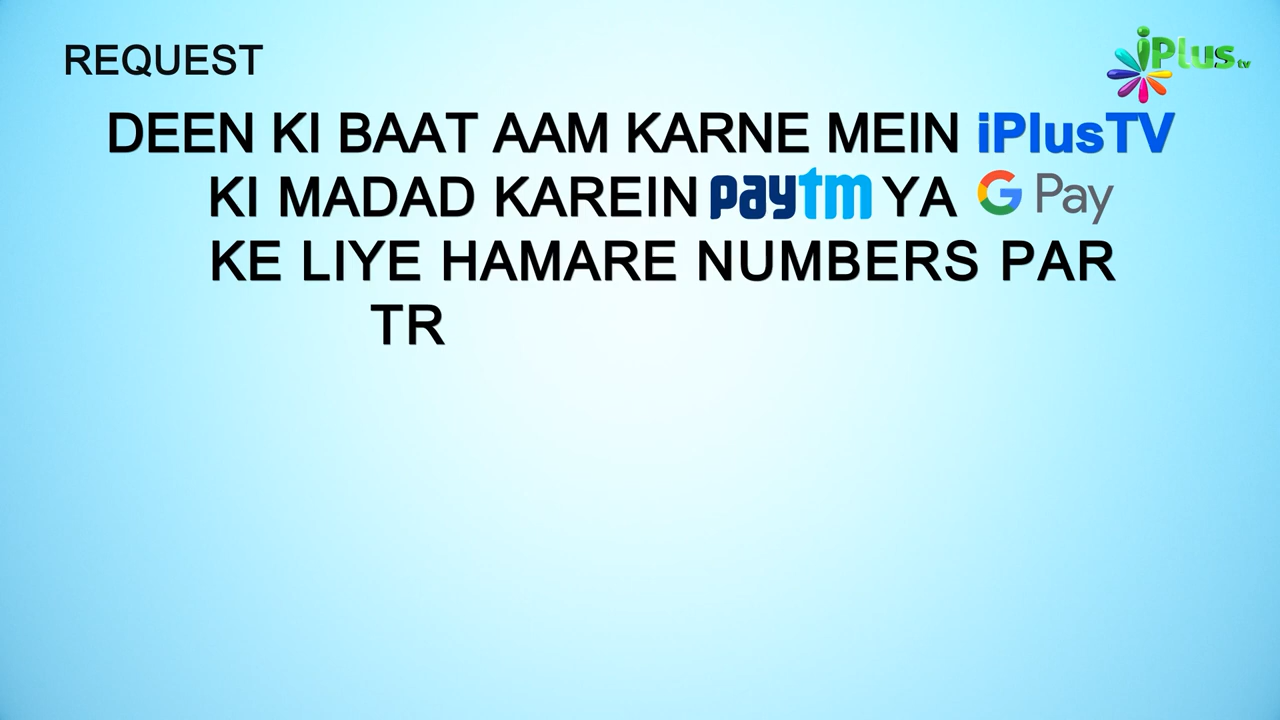 REQUEST
iPlus tv
DEEN KI BAAT AAM KARNE MEIN iPlusTV
KI MADAD KAREIN paytm YA G Pay
KE LIYE HAMARE NUMBERS PAR
TR